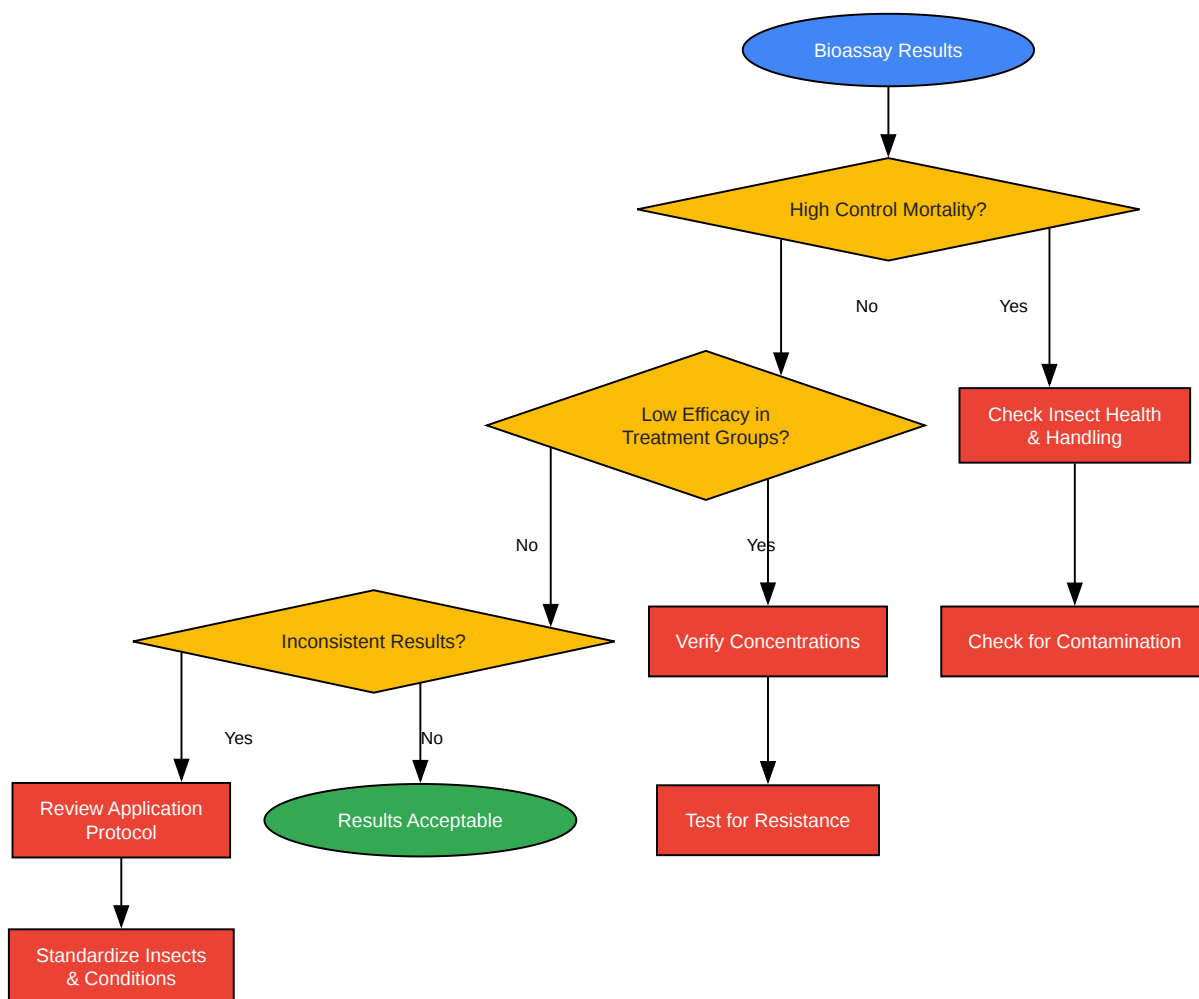 Bioassay Results
High Control Mortality?
No
Yes
Low Efficacy in
Treatment Groups?
Check Insect Health
& Handling
No
Yes
Inconsistent Results?
Verify Concentrations
Check for Contamination
Yes
No
Review Application
Protocol
Results Acceptable
Test for Resistance
Standardize Insects
& Conditions